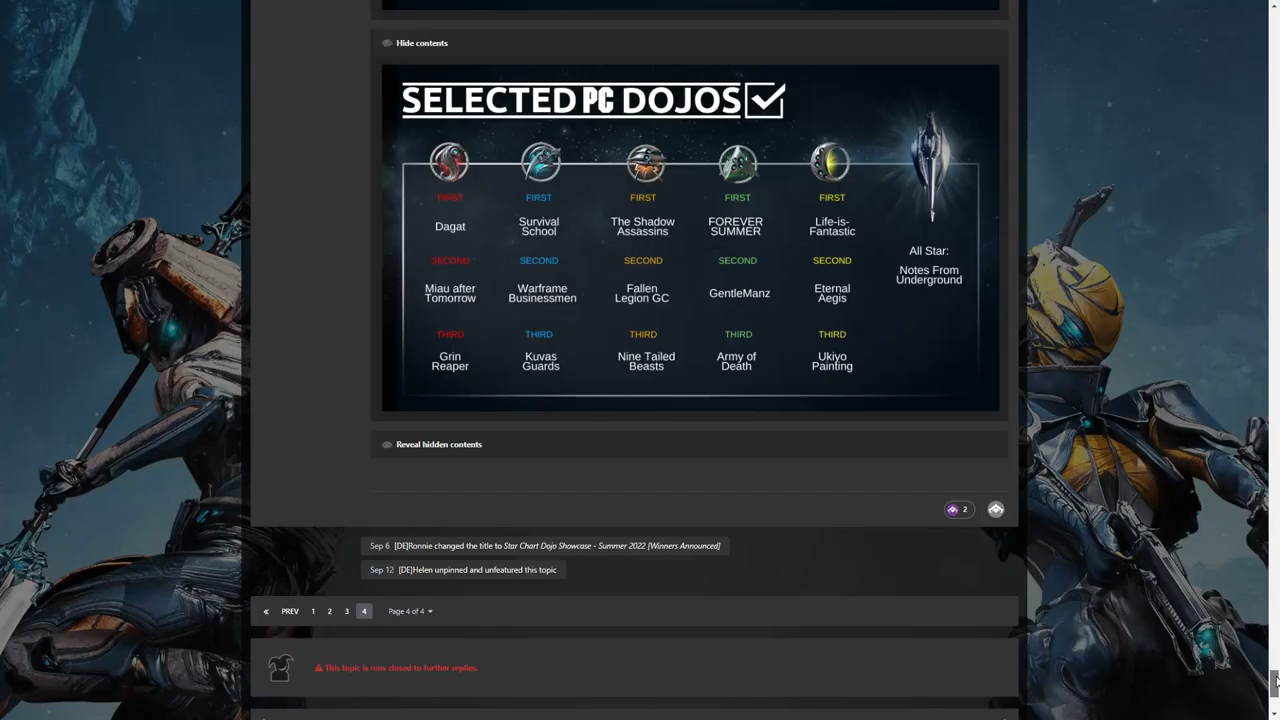 Hide contents
SELECTED PC DOJOS
FIRST FIRST FIRST FIRST FIRST
Dagat
Survival
School
The Shadow
Assassins
FOREVER
SUMMER
Life-is-
Fantastic
All Star:
Notes From
Underground
SECOND SECOND SECOND SECOND SECOND
Miau after
Tomorrow
Warframe
Businessmen
Fallen
Legion GC
GentleManz
Eternal
Aegis
THIRD THIRD THIRD THIRD THIRD
Grin
Reaper
Kuvas
Guards
Nine Tailed
Beasts
Army of
Death
Ukiyo
Painting
Reveal hidden contents
2
Sep 6 [DE]Ronnie changed the title to Star Chart Dojo Showcase - Summer 2022 [Winners Announced]
Sep 12 [DE]Helen unpinned and unfeatured this topic
« PREV 1 2 3 4 Page 4 of 4
This topic is now closed to further replies.